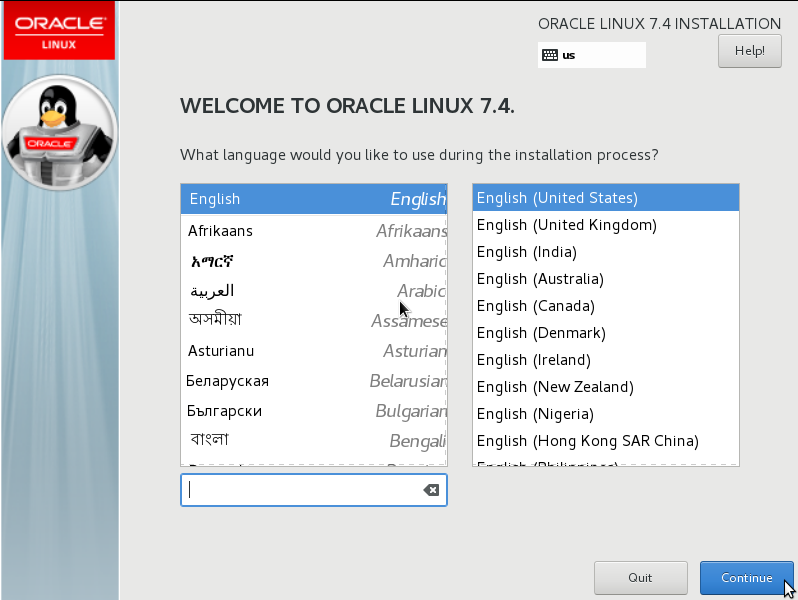 ORACLE
LINUX
ORACLE LINUX 7.4 INSTALLATION
us
Help!
ORACLE
WELCOME TO ORACLE LINUX 7.4.
What language would you like to use during the installation process?
English English
Afrikaans Afrikaans
አማርኛ Amharic
العربية Arabic
অসমীয়া Assamese
Asturianu Asturian
Беларуская Belarusian
Български Bulgarian
বাংলা Bengali
English (United States)
English (United Kingdom)
English (India)
English (Australia)
English (Canada)
English (Denmark)
English (Ireland)
English (New Zealand)
English (Nigeria)
English (Hong Kong SAR China)
English (Philippines)
Quit
Continue